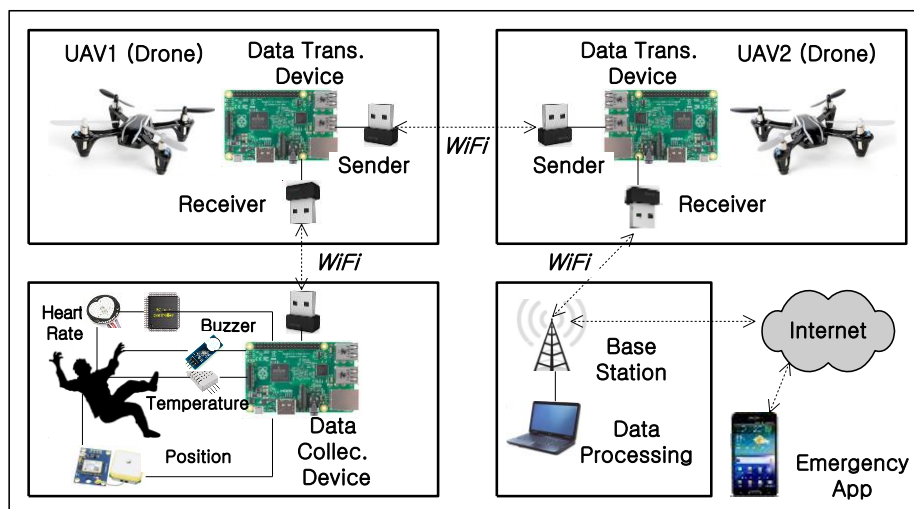 UAV1 (Drone)
Data Trans.
Device
Sender
Receiver
WiFi
Data Trans.
Device
UAV2 (Drone)
Sender
Receiver
WiFi
WiFi
Heart
Rate
Buzzer
Temperature
Position
Data
Collec.
Device
Base
Station
Data
Processing
Internet
Emergency
App